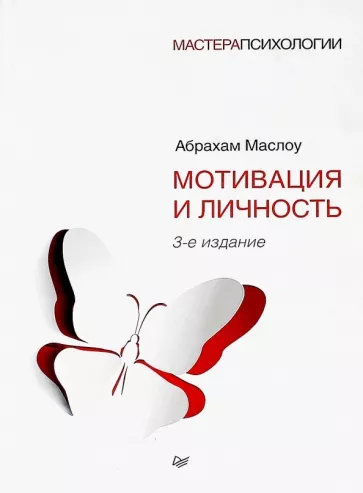 МАСТЕРАПСИХОЛОГИИ
Абрахам Маслоу
МОТИВАЦИЯ
И ЛИЧНОСТЬ
3-е издание